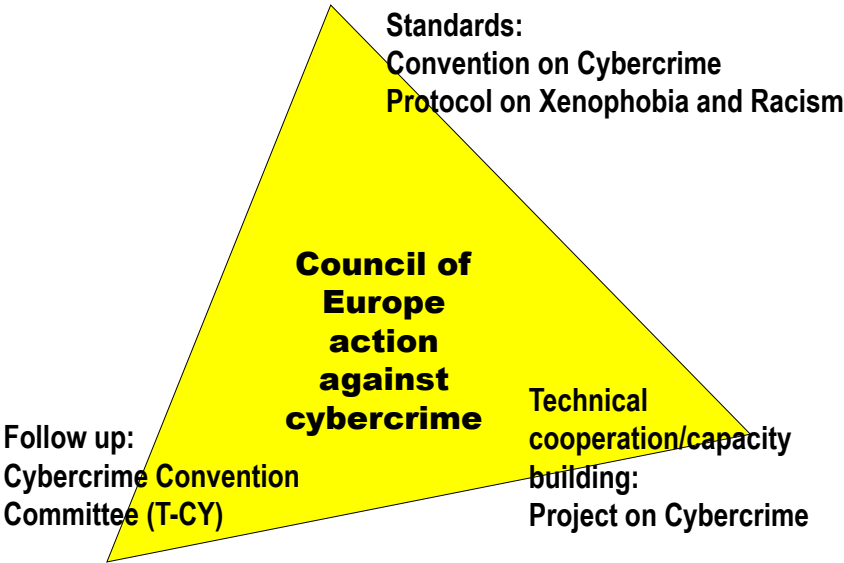 Standards:
Convention on Cybercrime
Protocol on Xenophobia and Racism
Council of
Europe
action
against
cybercrime
Follow up:
Cybercrime Convention
Committee (T-CY)
Technical
cooperation/capacity
building:
Project on Cybercrime